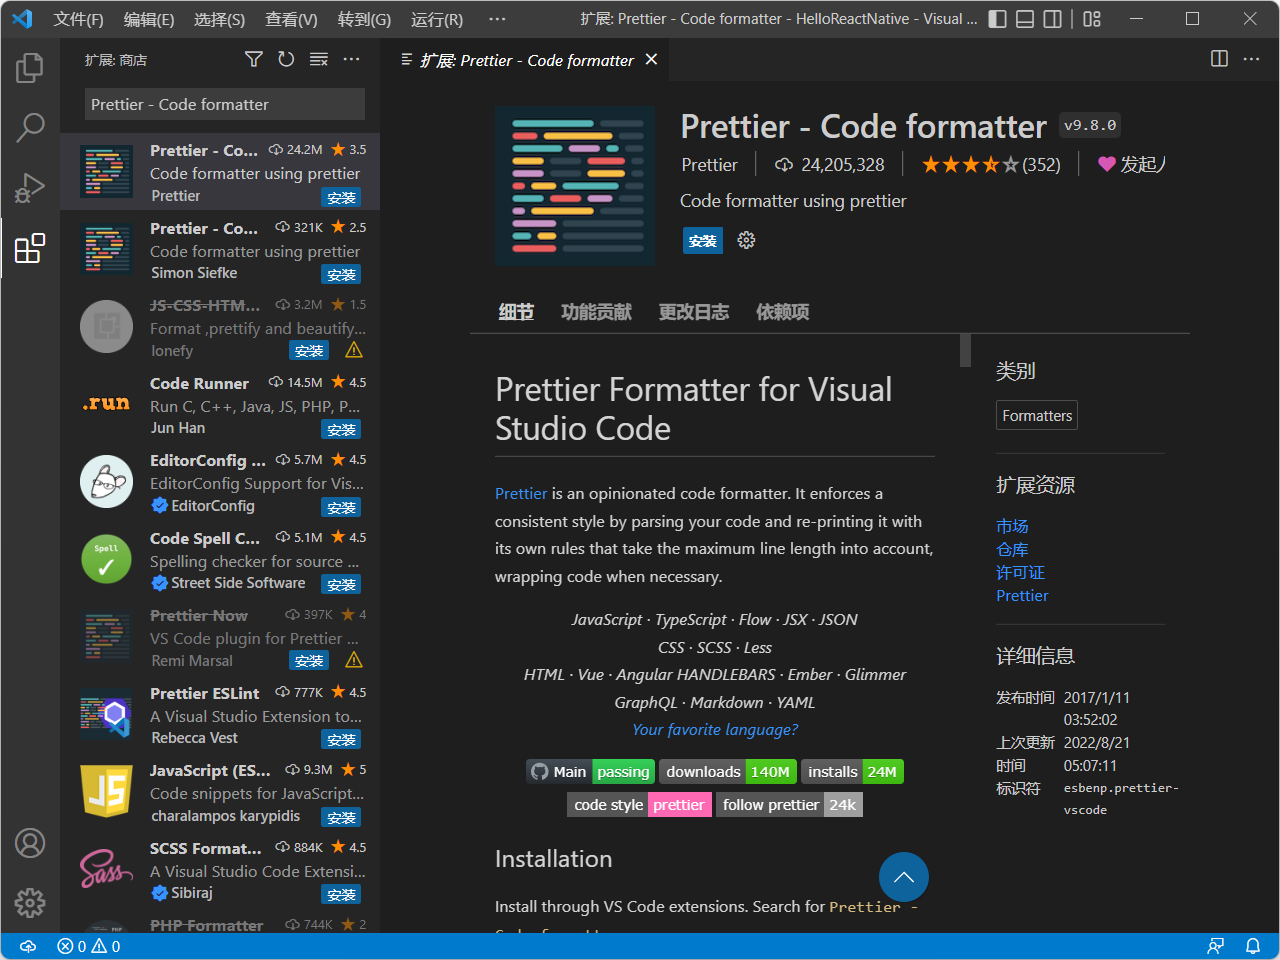 文件(F) 编辑(E) 选择(S) 查看(V) 转到(G) 运行(R) ··· 扩展: Prettier - Code formatter - HelloReactNative - Visual ...
扩展: 商店
Prettier - Code formatter
Prettier - Co... 24.2M 3.5
Code formatter using prettier
Prettier 安装
Prettier - Co... 321K 2.5
Code formatter using prettier
Simon Siefke 安装
JS-CSS-HTM... 3.2M 1.5
Format ,prettify and beautify...
lonefy 安装
Code Runner 14.5M 4.5
Run C, C++, Java, JS, PHP, P...
Jun Han 安装
.run
EditorConfig ... 5.7M 4.5
EditorConfig Support for Vis...
EditorConfig 安装
Code Spell C... 5.1M 4.5
Spelling checker for source ...
Street Side Software 安装
Spell
Prettier Now 397K 4
VS Code plugin for Prettier ...
Remi Marsal 安装
Prettier ESLint 777K 4.5
A Visual Studio Extension to...
Rebecca Vest 安装
JavaScript (ES... 9.3M 5
Code snippets for JavaScript...
charalampos karypidis 安装
JS
SCSS Format... 884K 4.5
A Visual Studio Code Extensi...
Sibiraj 安装
Sass
PHP Formatter 744K 2
扩展: Prettier - Code formatter
Prettier - Code formatter v9.8.0
Prettier 24,205,328 (352) 发起人
Code formatter using prettier
安装
细节 功能贡献 更改日志 依赖项
Prettier Formatter for Visual
Studio Code
Prettier is an opinionated code formatter. It enforces a
consistent style by parsing your code and re-printing it with
its own rules that take the maximum line length into account,
wrapping code when necessary.
JavaScript · TypeScript · Flow · JSX · JSON
CSS · SCSS · Less
HTML · Vue · Angular HANDLEBARS · Ember · Glimmer
GraphQL · Markdown · YAML
Your favorite language?
Main passing downloads 140M installs 24M
code style prettier follow prettier 24k
Installation
Install through VS Code extensions. Search for Prettier -
类别
Formatters
扩展资源
市场
仓库
许可证
Prettier
详细信息
发布时间 2017/1/11
03:52:02
上次更新 2022/8/21
时间 05:07:11
标识符 esbenp.prettier-
vscode
0 0